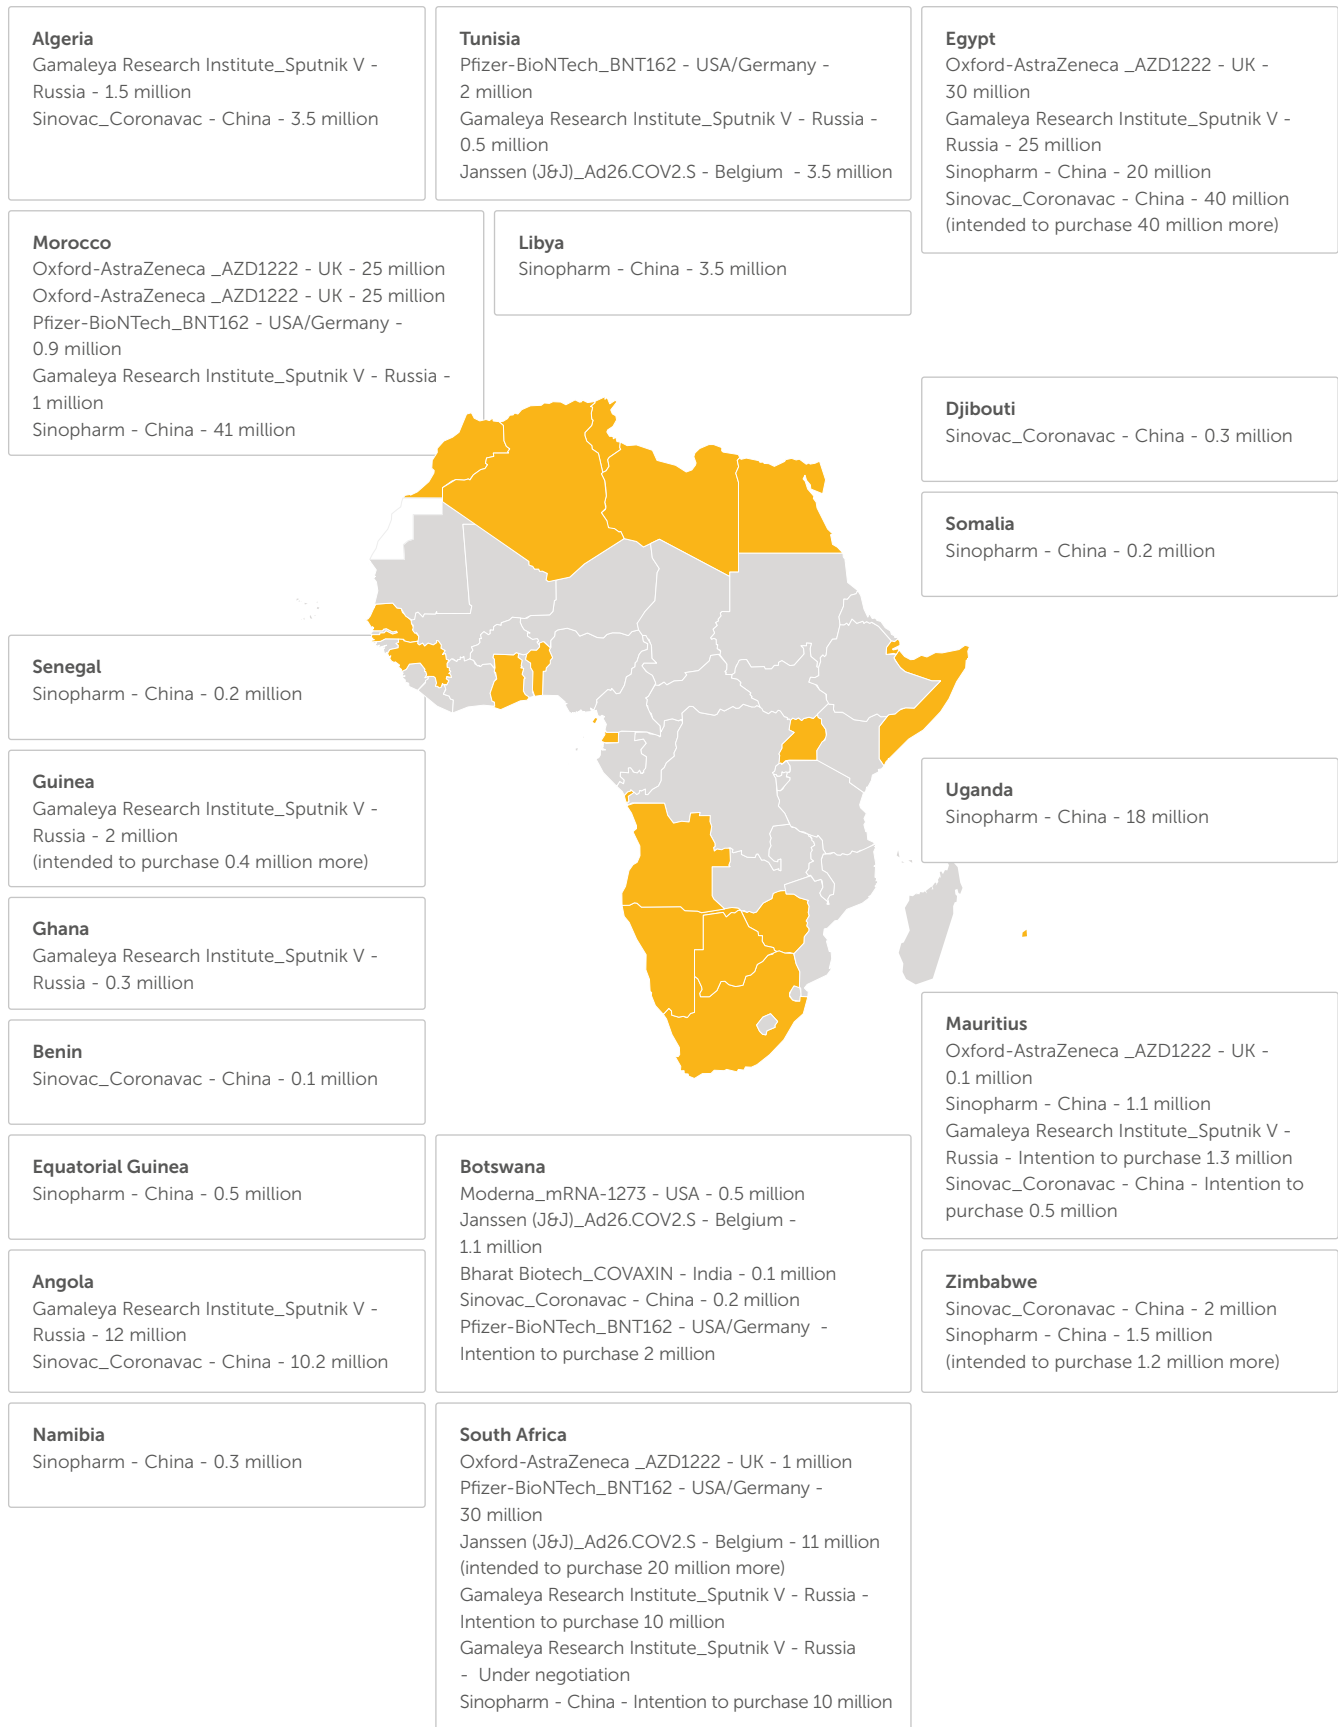 Algeria
Gamaleya Research Institute_Sputnik V -
Russia - 1.5 million
Sinovac_Coronavac - China - 3.5 million
Tunisia
Pfizer-BioNTech_BNT162 - USA/Germany -
2 million
Gamaleya Research Institute_Sputnik V - Russia -
0.5 million
Janssen (J&J)_Ad26.COV2.S - Belgium  - 3.5 million
Egypt
Oxford-AstraZeneca _AZD1222 - UK -
30 million
Gamaleya Research Institute_Sputnik V -
Russia - 25 million
Sinopharm - China - 20 million
Sinovac_Coronavac - China - 40 million
(intended to purchase 40 million more)
Morocco
Oxford-AstraZeneca _AZD1222 - UK - 25 million
Oxford-AstraZeneca _AZD1222 - UK - 25 million
Pfizer-BioNTech_BNT162 - USA/Germany -
0.9 million
Gamaleya Research Institute_Sputnik V - Russia -
1 million
Sinopharm - China - 41 million
Libya
Sinopharm - China - 3.5 million
Djibouti
Sinovac_Coronavac - China - 0.3 million
Somalia
Sinopharm - China - 0.2 million
Senegal
Sinopharm - China - 0.2 million
Guinea
Gamaleya Research Institute_Sputnik V -
Russia - 2 million
(intended to purchase 0.4 million more)
Uganda
Sinopharm - China - 18 million
Ghana
Gamaleya Research Institute_Sputnik V -
Russia - 0.3 million
Benin
Sinovac_Coronavac - China - 0.1 million
Mauritius
Oxford-AstraZeneca _AZD1222 - UK -
0.1 million
Sinopharm - China - 1.1 million
Gamaleya Research Institute_Sputnik V -
Russia - Intention to purchase 1.3 million
Sinovac_Coronavac - China - Intention to
purchase 0.5 million
Equatorial Guinea
Sinopharm - China - 0.5 million
Botswana
Moderna_mRNA-1273 - USA - 0.5 million
Janssen (J&J)_Ad26.COV2.S - Belgium -
1.1 million
Bharat Biotech_COVAXIN - India - 0.1 million
Sinovac_Coronavac - China - 0.2 million
Pfizer-BioNTech_BNT162 - USA/Germany  -
Intention to purchase 2 million
Angola
Gamaleya Research Institute_Sputnik V -
Russia - 12 million
Sinovac_Coronavac - China - 10.2 million
Zimbabwe
Sinovac_Coronavac - China - 2 million
Sinopharm - China - 1.5 million
(intended to purchase 1.2 million more)
Namibia
Sinopharm - China - 0.3 million
South Africa
Oxford-AstraZeneca _AZD1222 - UK - 1 million
Pfizer-BioNTech_BNT162 - USA/Germany -
30 million
Janssen (J&J)_Ad26.COV2.S - Belgium - 11 million
(intended to purchase 20 million more)
Gamaleya Research Institute_Sputnik V - Russia -
Intention to purchase 10 million
Gamaleya Research Institute_Sputnik V - Russia
-  Under negotiation
Sinopharm - China - Intention to purchase 10 million